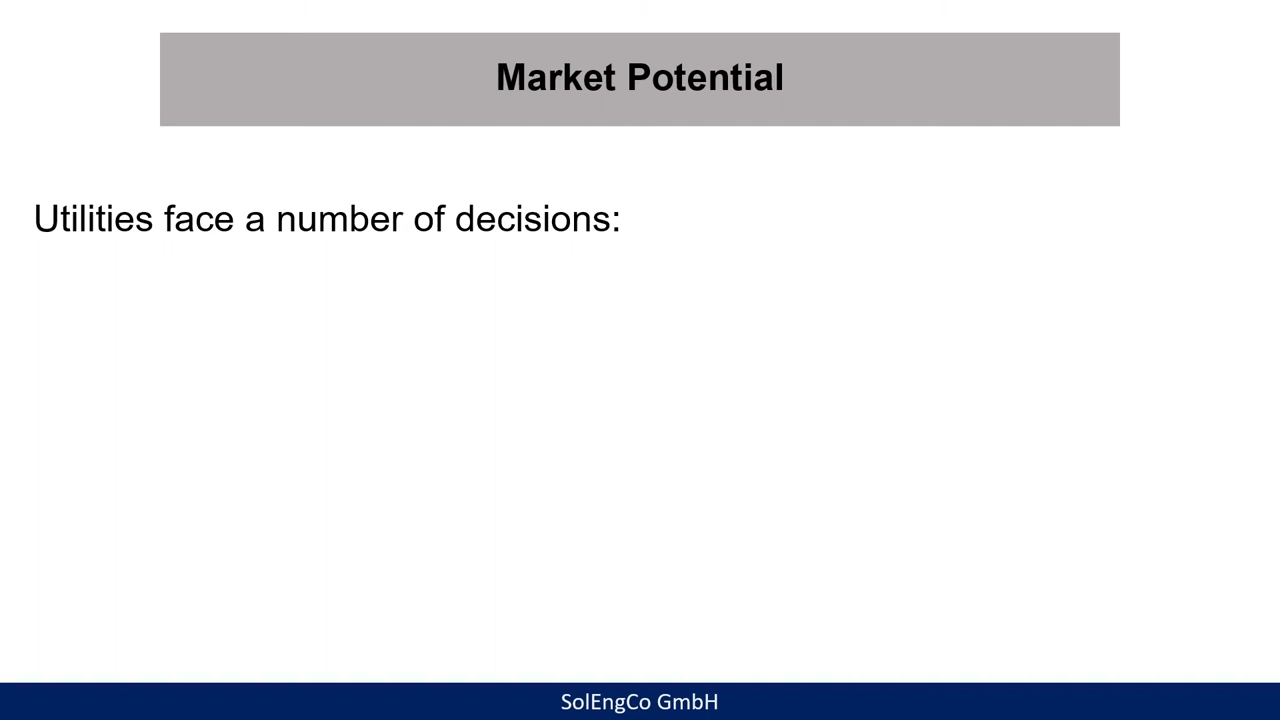 Market Potential
Utilities face a number of decisions:
SolEngCo GmbH